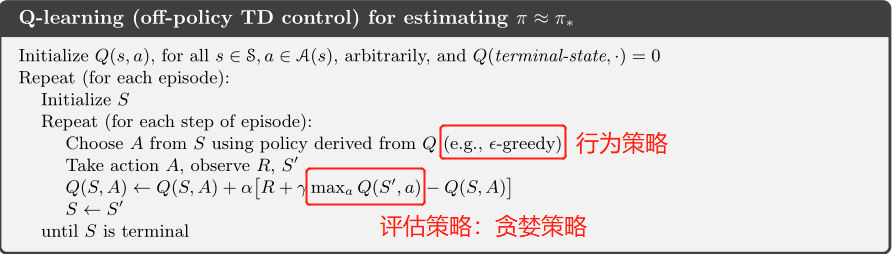 Q-learning (off-policy TD control) for estimating π ≈ π*
Initialize Q(s, a), for all s ∈ S, a ∈ A(s), arbitrarily, and Q(terminal-state, ·) = 0
Repeat (for each episode):
Initialize S
Repeat (for each step of episode):
Choose A from S using policy derived from Q (e.g., ϵ-greedy) 行为策略
Take action A, observe R, S′
Q(S, A) ← Q(S, A) + α[R + γ maxₐ Q(S′, a) − Q(S, A)]
S ← S′
评估策略：贪婪策略
until S is terminal